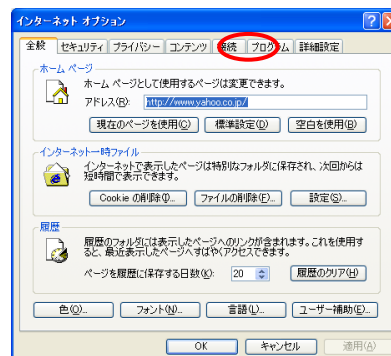 インターネット オプション
全般 セキュリティ プライバシー コンテンツ 接続 プログラム 詳細設定
ホーム ページ
ホーム ページとして使用するページは変更できます。
アドレス(R): http://www.yahoo.co.jp/
現在のページを使用(C) 標準設定(D) 空白を使用(B)
インターネット一時ファイル
インターネットで表示したページは特別なフォルダに保存され、次回からは
短時間で表示できます。
Cookie の削除(I)... ファイルの削除(F)... 設定(S)...
履歴
履歴のフォルダには表示したページへのリンクが含まれます。これを使用す
ると、最近表示したページへすばやくアクセスできます。
ページを履歴に保存する日数(K): 20 履歴のクリア(H)
色(O)... フォント(N)... 言語(L)... ユーザー補助(E)...
OK キャンセル 適用(A)